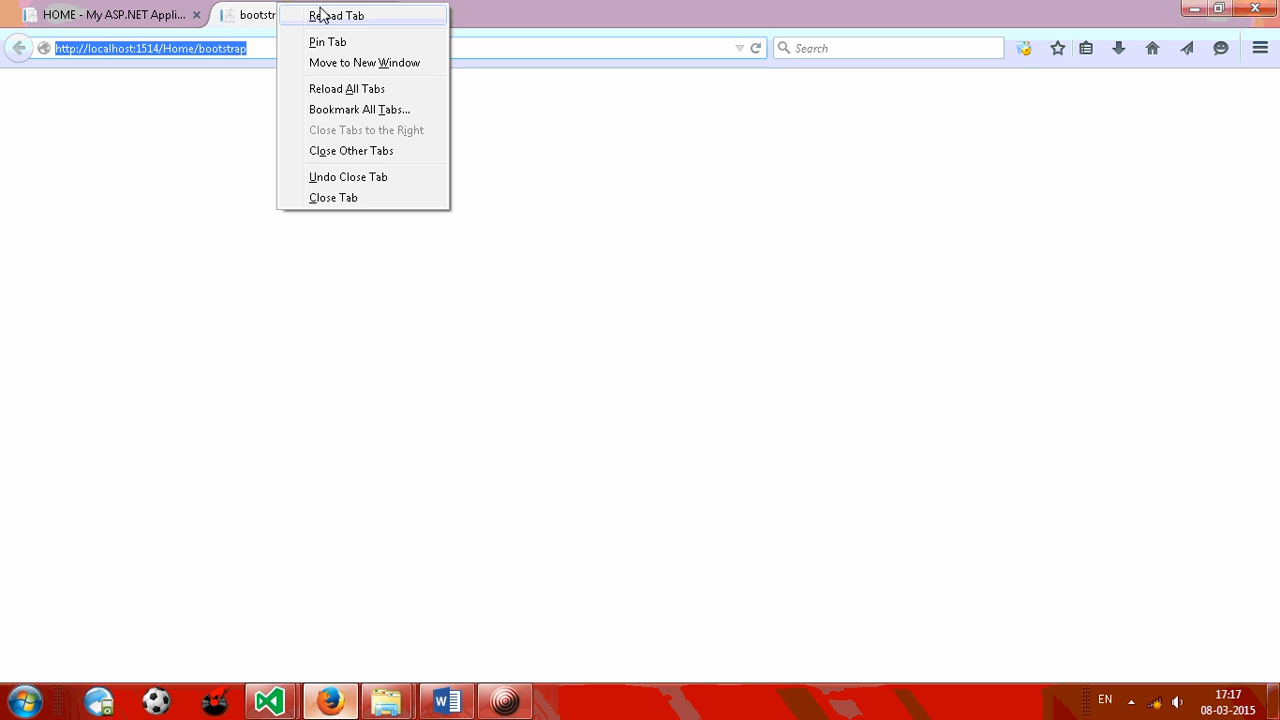 HOME - My ASP.NET Appli...
bootstr
Reload Tab
http://localhost:1514/Home/bootstrap
Search
Pin Tab
Move to New Window
Reload All Tabs
Bookmark All Tabs...
Close Tabs to the Right
Close Other Tabs
Undo Close Tab
Close Tab
EN
17:17
08-03-2015